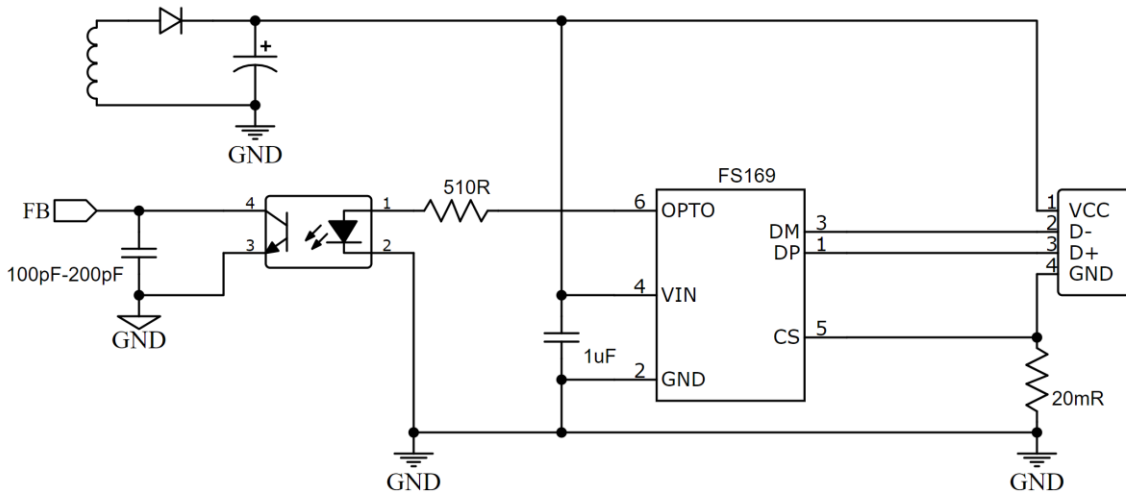 +
GND
FS169
510R
FB
4
1
6
OPTO
1
VCC
DM
3
2
D-
3
2
DP
1
3
D+
4
GND
100pF-200pF
4
VIN
GND
CS
5
1uF
2
GND
20mR
GND
GND